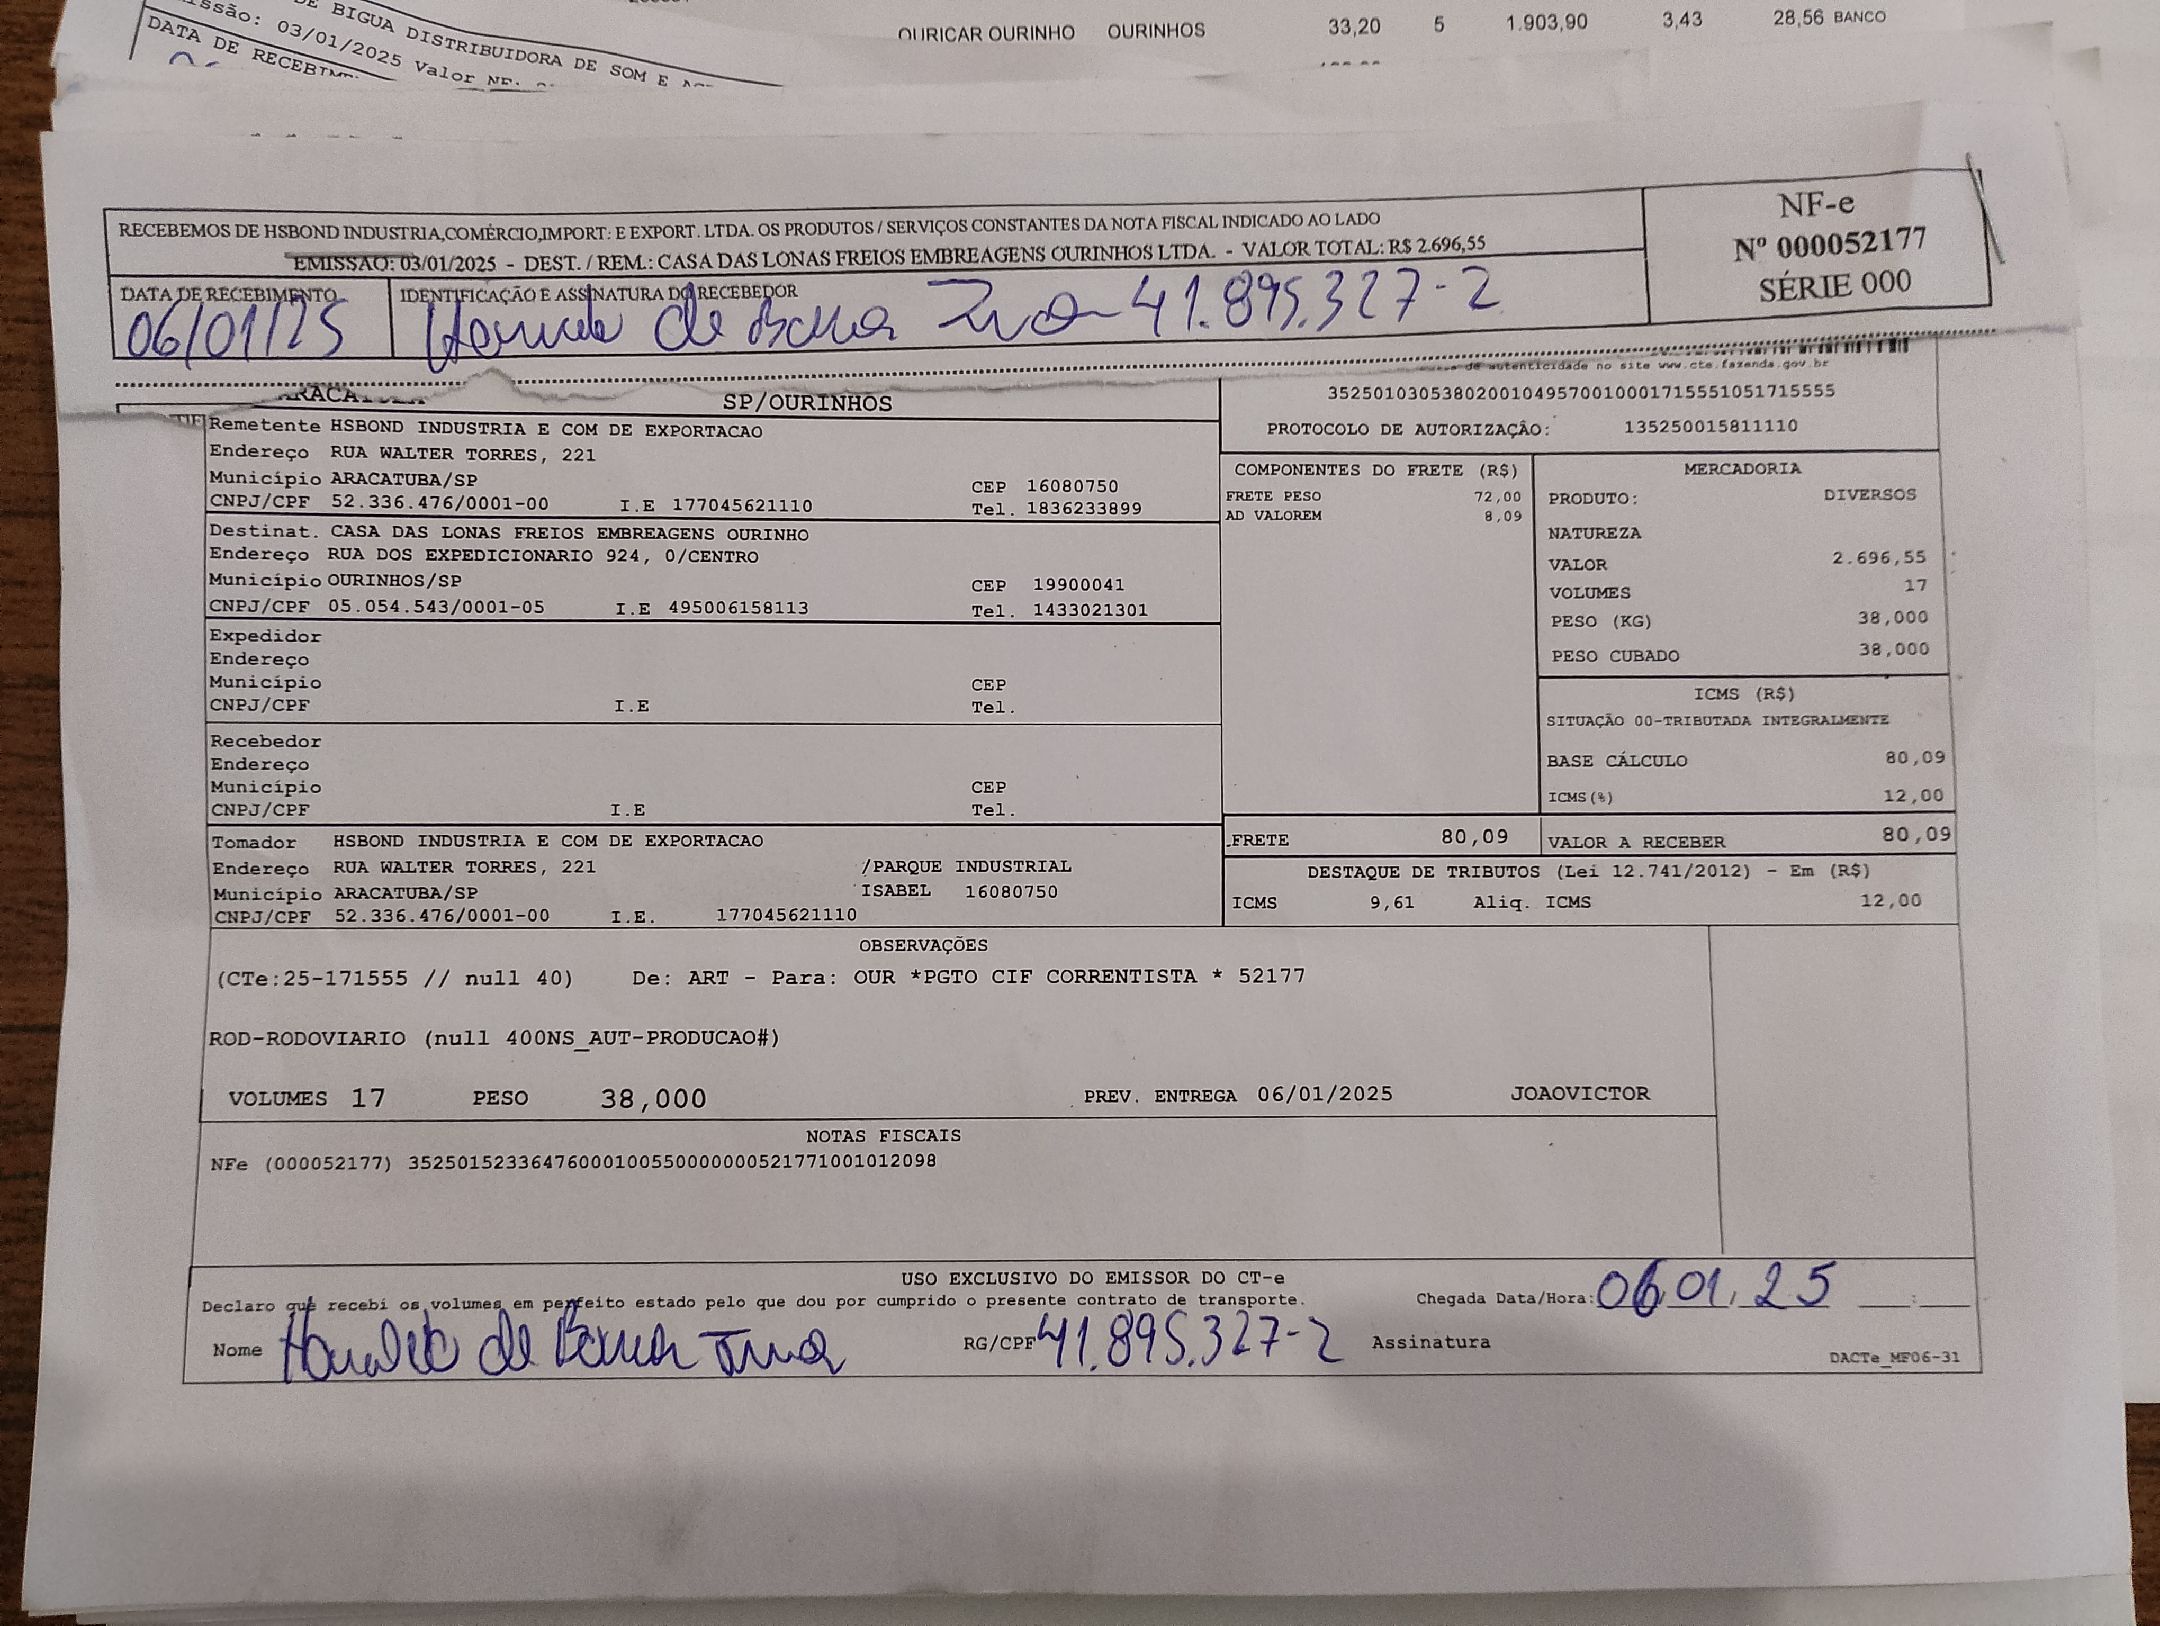 DE BIGUA DISTRIBUIDORA DE SOM E
03/01/2025 Valor NF:
DATA DE
OURICAR OURINHO OURINHOS 33,20 5 1.903,90 3,43 28,56 BANCO
RECEBEMOS DE HSBOND INDUSTRIA,COMÉRCIO,IMPORT: E EXPORT. LTDA. OS PRODUTOS / SERVIÇOS CONSTANTES DA NOTA FISCAL INDICADO AO LADO
EMISSÃO: 03/01/2025 - DEST. / REM.: CASA DAS LONAS FREIOS EMBREAGENS OURINHOS LTDA. - VALOR TOTAL: R$ 2.696,55
NF-e
Nº 000052177
SÉRIE 000
DATA DE RECEBIMENTO IDENTIFICAÇÃO E ASSINATURA DO RECEBEDOR
06/01/25 de 41.895.327-2
de autenticidade no site www.cte.fazenda.gov.br
SP/OURINHOS
35250103053802001049570010001715551051715555
PROTOCOLO DE AUTORIZAÇÃO: 135250015811110
Remetente HSBOND INDUSTRIA E COM DE EXPORTACAO
Endereço RUA WALTER TORRES, 221
Município ARACATUBA/SP CEP 16080750
CNPJ/CPF 52.336.476/0001-00 I.E 177045621110 Tel. 1836233899
Destinat. CASA DAS LONAS FREIOS EMBREAGENS OURINHO
Endereço RUA DOS EXPEDICIONARIO 924, 0/CENTRO
Município OURINHOS/SP CEP 19900041
CNPJ/CPF 05.054.543/0001-05 I.E 495006158113 Tel. 1433021301
Expedidor
Endereço
Município CEP
CNPJ/CPF I.E Tel.
Recebedor
Endereço
Município CEP
CNPJ/CPF I.E Tel.
Tomador HSBOND INDUSTRIA E COM DE EXPORTACAO
Endereço RUA WALTER TORRES, 221 /PARQUE INDUSTRIAL
Município ARACATUBA/SP ISABEL 16080750
CNPJ/CPF 52.336.476/0001-00 I.E. 177045621110
COMPONENTES DO FRETE (R$)
FRETE PESO 72,00
AD VALOREM 8,09
MERCADORIA
PRODUTO: DIVERSOS
NATUREZA
VALOR 2.696,55
VOLUMES 17
PESO (KG) 38,000
PESO CUBADO 38,000
ICMS (R$)
SITUAÇÃO 00-TRIBUTADA INTEGRALMENTE
BASE CÁLCULO 80,09
ICMS(%) 12,00
FRETE 80,09 VALOR A RECEBER 80,09
DESTAQUE DE TRIBUTOS (Lei 12.741/2012) - Em (R$)
ICMS 9,61 Aliq. ICMS 12,00
OBSERVAÇÕES
(CTe:25-171555 // null 40) De: ART - Para: OUR *PGTO CIF CORRENTISTA * 52177
ROD-RODOVIARIO (null 400NS_AUT-PRODUCAO#)
VOLUMES 17 PESO 38,000 PREV. ENTREGA 06/01/2025 JOAOVICTOR
NOTAS FISCAIS
NFe (000052177) 35250152336476000100550000000521771001012098
USO EXCLUSIVO DO EMISSOR DO CT-e
Declaro que recebi os volumes em perfeito estado pelo que dou por cumprido o presente contrato de transporte. Chegada Data/Hora: 06 01 25 __:__
Nome de RG/CPF 41.895.327-2 Assinatura
DACTe_MF06-31